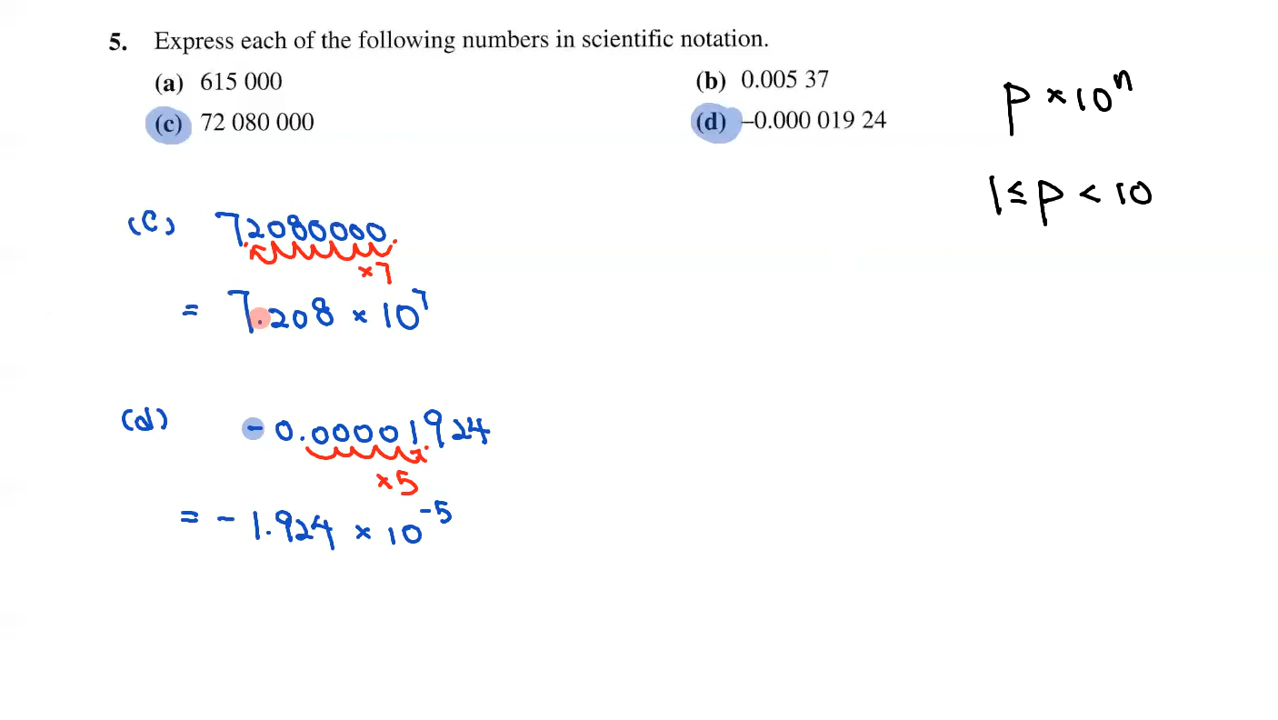 5. Express each of the following numbers in scientific notation.
(a) 615 000 (b) 0.005 37
(c) 72 080 000 (d) –0.000 019 24
p × 10ⁿ
1 ≤ p < 10
(c) 72080000.
×7
= 7.208 × 10⁷
(d) - 0.00001924
×5
= - 1.924 × 10⁻⁵